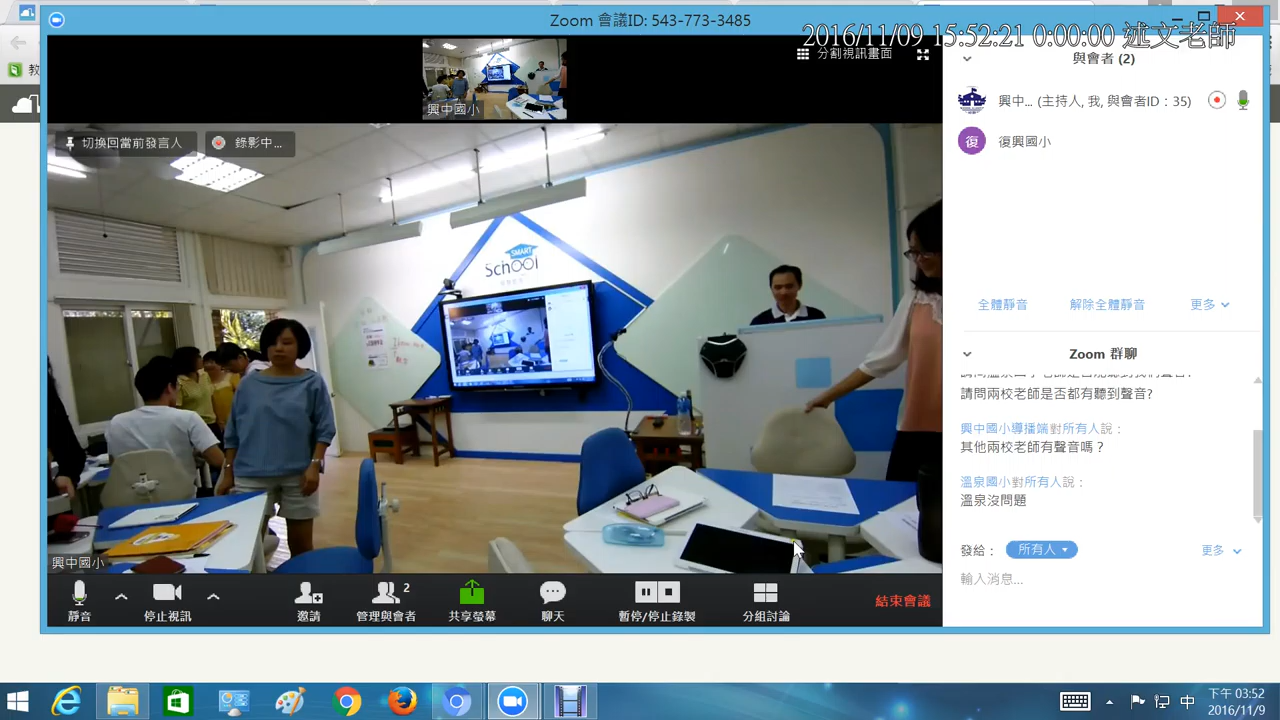 Zoom 會議ID: 543-773-3485
2016/11/09 15:52:21 0:00:00 述文老師
分割視訊畫面
與會者 (2)
興中國小
興中... (主持人, 我, 與會者ID：35)
切換回當前發言人
錄影中...
復
復興國小
SMART
School
全體靜音
解除全體靜音
更多
Zoom 群聊
請問兩校老師是否都有聽到聲音?
興中國小導播端對所有人說：
其他兩校老師有聲音嗎？
溫泉國小對所有人說：
溫泉沒問題
發給：
所有人
更多
輸入消息...
興中國小
靜音
停止視訊
邀請
2
管理與會者
共享螢幕
聊天
暫停/停止錄製
分組討論
結束會議
教
中
下午 03:52
2016/11/9